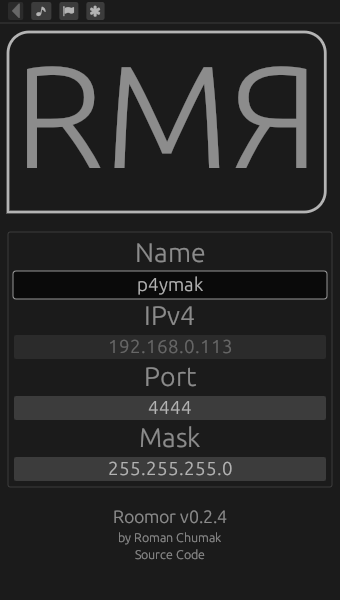 RMЯ
Name
p4ymak
IPv4
192.168.0.113
Port
4444
Mask
255.255.255.0
Roomor v0.2.4
by Roman Chumak
Source Code